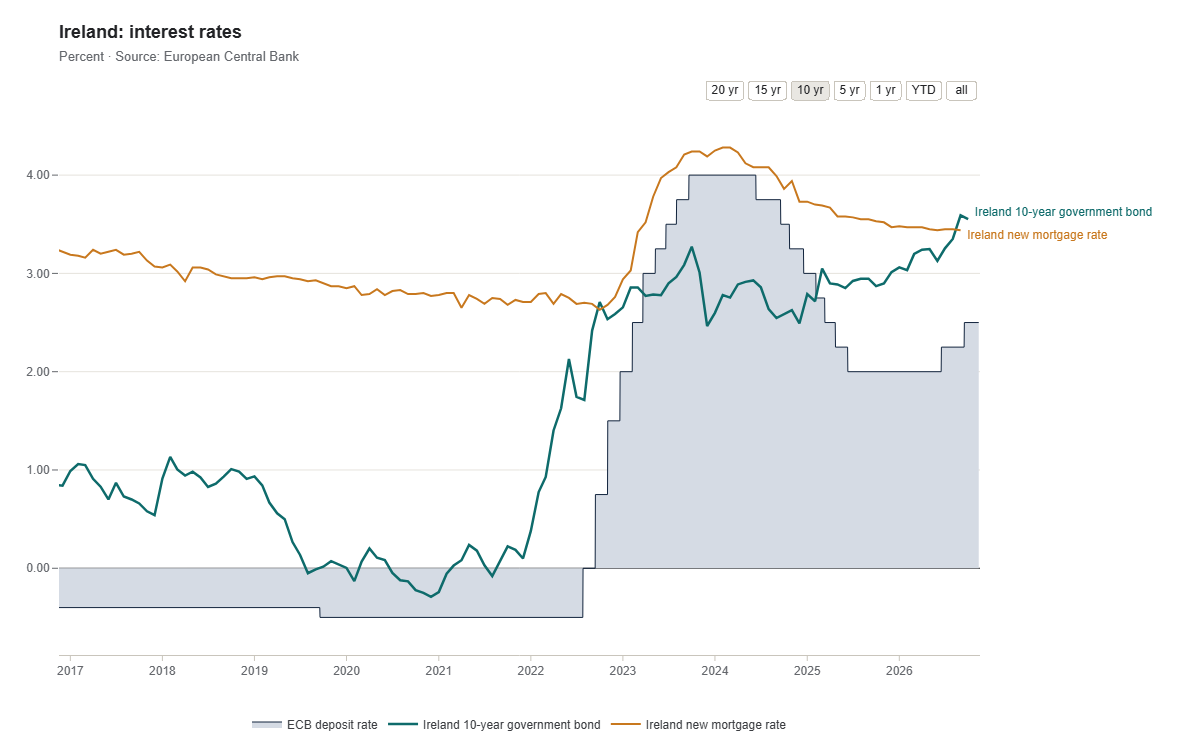 Ireland: interest rates
Percent · Source: European Central Bank
20 yr 15 yr 10 yr 5 yr 1 yr YTD all
4.00
3.00
2.00
1.00
0.00
Ireland 10-year government bond
Ireland new mortgage rate
2017 2018 2019 2020 2021 2022 2023 2024 2025 2026
ECB deposit rate Ireland 10-year government bond Ireland new mortgage rate